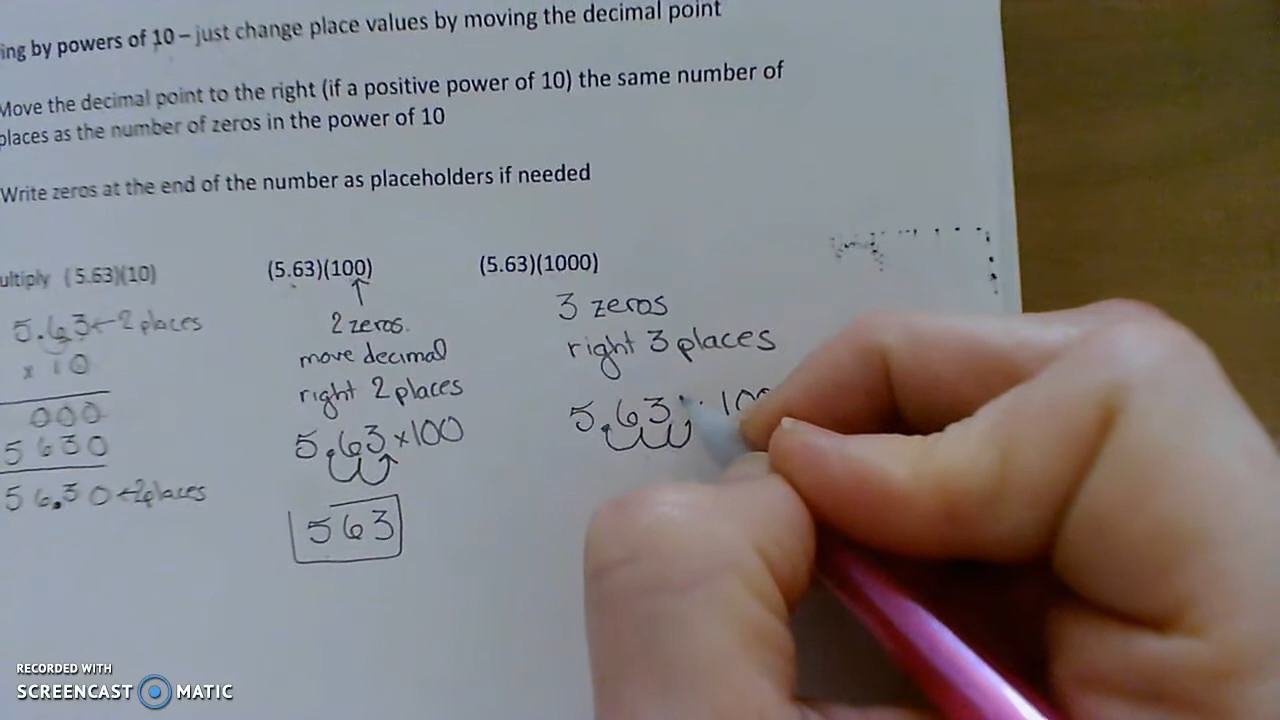 ing by powers of 10 – just change place values by moving the decimal point
Move the decimal point to the right (if a positive power of 10) the same number of
places as the number of zeros in the power of 10
Write zeros at the end of the number as placeholders if needed
ultiply (5.63)(10)
5.63 ← 2 places
x 10
000
5630
56.30 ← 2 places
(5.63)(100)
↑
2 zeros.
move decimal
right 2 places
5.63 x 100
563
(5.63)(1000)
3 zeros
right 3 places
5.63 100
RECORDED WITH
SCREENCAST MATIC